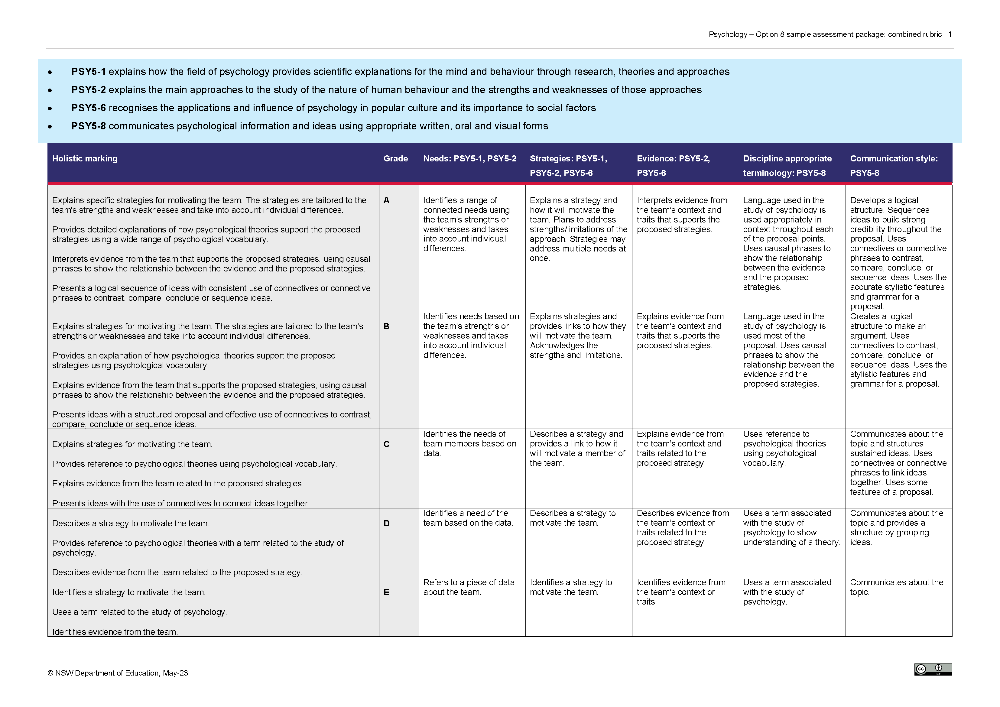 Psychology – Option 8 sample assessment package: combined rubric | 1
• PSY5-1 explains how the field of psychology provides scientific explanations for the mind and behaviour through research, theories and approaches
• PSY5-2 explains the main approaches to the study of the nature of human behaviour and the strengths and weaknesses of those approaches
• PSY5-6 recognises the applications and influence of psychology in popular culture and its importance to social factors
• PSY5-8 communicates psychological information and ideas using appropriate written, oral and visual forms
Holistic marking
Grade
Needs: PSY5-1, PSY5-2
Strategies: PSY5-1,
PSY5-2, PSY5-6
Evidence: PSY5-2,
PSY5-6
Discipline appropriate
terminology: PSY5-8
Communication style:
PSY5-8
Explains specific strategies for motivating the team. The strategies are tailored to the
team's strengths and weaknesses and take into account individual differences.
Provides detailed explanations of how psychological theories support the proposed
strategies using a wide range of psychological vocabulary.
Interprets evidence from the team that supports the proposed strategies, using causal
phrases to show the relationship between the evidence and the proposed strategies.
Presents a logical sequence of ideas with consistent use of connectives or connective
phrases to contrast, compare, conclude or sequence ideas.
A
Identifies a range of
connected needs using
the team's strengths or
weaknesses and takes
into account individual
differences.
Explains a strategy and
how it will motivate the
team. Plans to address
strengths/limitations of the
approach. Strategies may
address multiple needs at
once.
Interprets evidence from
the team's context and
traits that supports the
proposed strategies.
Language used in the
study of psychology is
used appropriately in
context throughout each
of the proposal points.
Uses causal phrases to
show the relationship
between the evidence
and the proposed
strategies.
Develops a logical
structure. Sequences
ideas to build strong
credibility throughout the
proposal. Uses
connectives or connective
phrases to contrast,
compare, conclude, or
sequence ideas. Uses the
accurate stylistic features
and grammar for a
proposal.
Explains strategies for motivating the team. The strategies are tailored to the team's
strengths or weaknesses and take into account individual differences.
Provides an explanation of how psychological theories support the proposed
strategies using psychological vocabulary.
Explains evidence from the team that supports the proposed strategies, using causal
phrases to show the relationship between the evidence and the proposed strategies.
Presents ideas with a structured proposal and effective use of connectives to contrast,
compare, conclude or sequence ideas.
B
Identifies needs based on
the team's strengths or
weaknesses and takes
into account individual
differences.
Explains strategies and
provides links to how they
will motivate the team.
Acknowledges the
strengths and limitations.
Explains evidence from
the team's context and
traits that supports the
proposed strategies.
Language used in the
study of psychology is
used most of the
proposal. Uses causal
phrases to show the
relationship between the
evidence and the
proposed strategies.
Creates a logical
structure to make an
argument. Uses
connectives to contrast,
compare, conclude, or
sequence ideas. Uses the
stylistic features and
grammar for a proposal.
Explains strategies for motivating the team.
Provides reference to psychological theories using psychological vocabulary.
Explains evidence from the team related to the proposed strategies.
Presents ideas with the use of connectives to connect ideas together.
C
Identifies the needs of
team members based on
data.
Describes a strategy and
provides a link to how it
will motivate a member of
the team.
Explains evidence from
the team's context and
traits related to the
proposed strategy.
Uses reference to
psychological theories
using psychological
vocabulary.
Communicates about the
topic and structures
sustained ideas. Uses
connectives or connective
phrases to link ideas
together. Uses some
features of a proposal.
Describes a strategy to motivate the team.
Provides reference to psychological theories with a term related to the study of
psychology.
Describes evidence from the team related to the proposed strategy.
D
Identifies a need of the
team based on the data.
Describes a strategy to
motivate the team.
Describes evidence from
the team's context or
traits related to the
proposed strategy.
Uses a term associated
with the study of
psychology to show
understanding of a theory.
Communicates about the
topic and provides a
structure by grouping
ideas.
Identifies a strategy to motivate the team.
Uses a term related to the study of psychology.
Identifies evidence from the team.
E
Refers to a piece of data
about the team.
Identifies a strategy to
motivate the team.
Identifies evidence from
the team's context or
traits.
Uses a term associated
with the study of
psychology.
Communicates about the
topic.
© NSW Department of Education, May-23
cc
BY